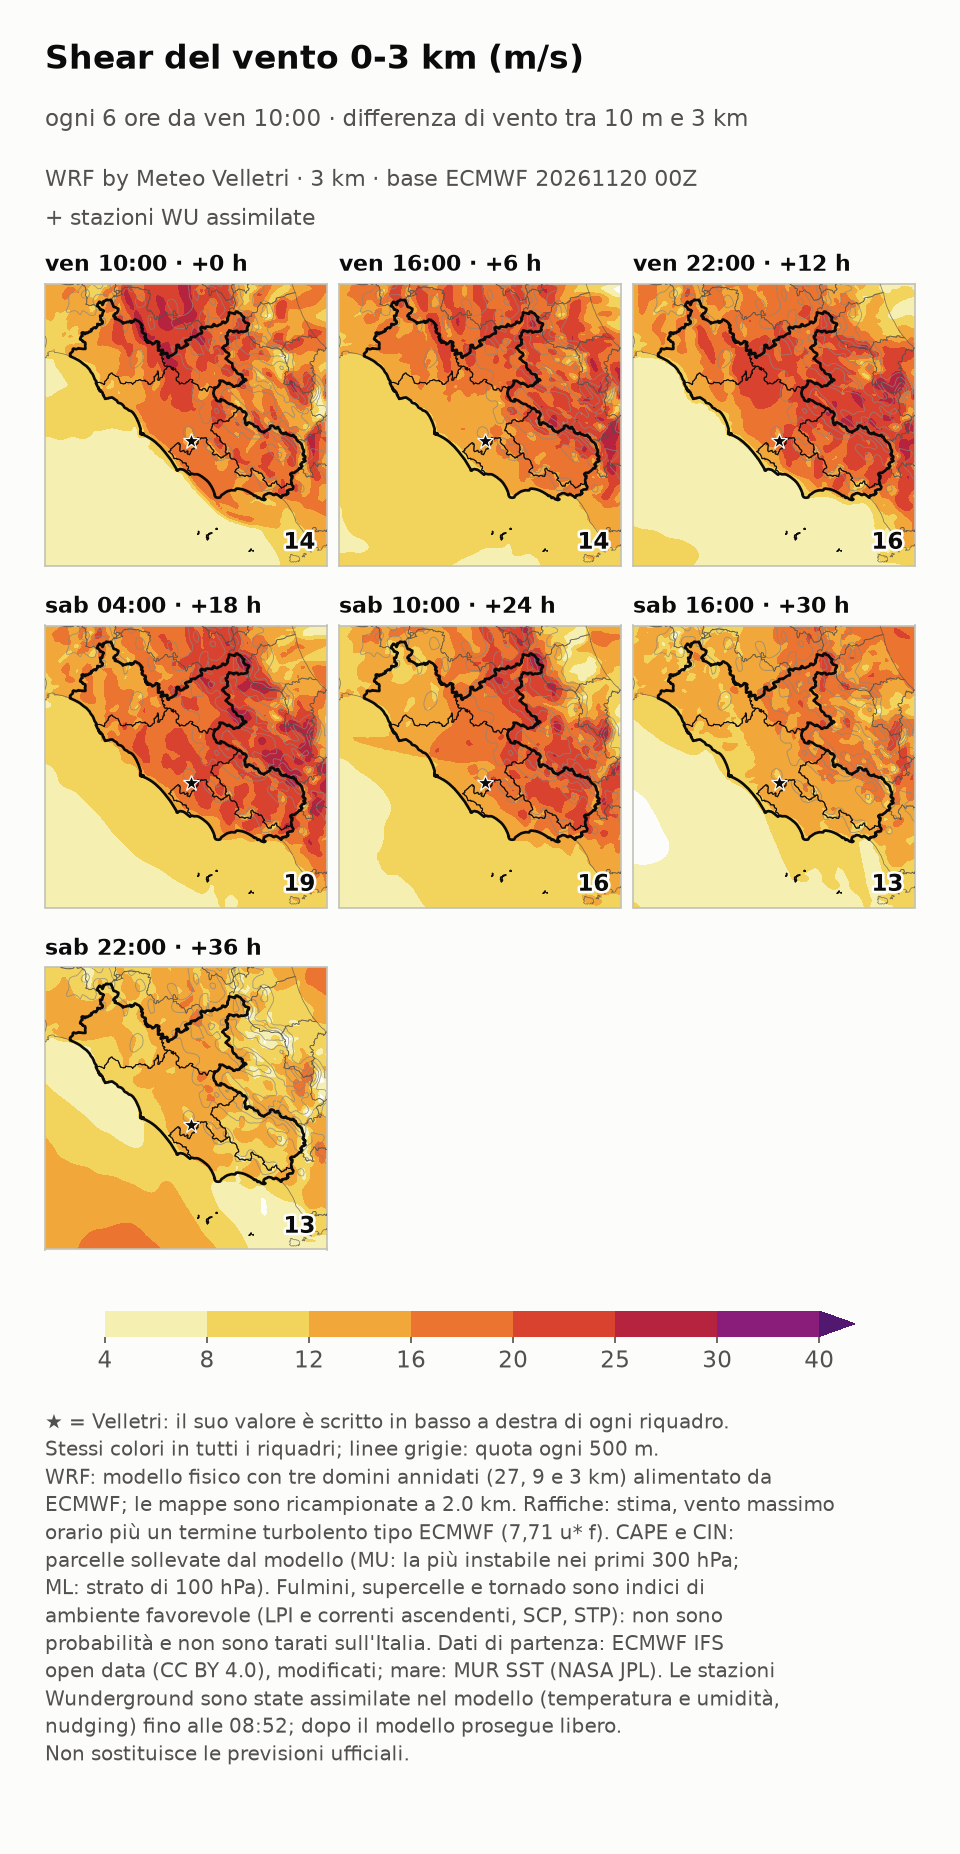 Shear del vento 0-3 km (m/s)
ogni 6 ore da ven 10:00 · differenza di vento tra 10 m e 3 km
WRF by Meteo Velletri · 3 km · base ECMWF 20261120 00Z
+ stazioni WU assimilate
ven 10:00 · +0 h
ven 16:00 · +6 h
ven 22:00 · +12 h
14
14
16
sab 04:00 · +18 h
sab 10:00 · +24 h
sab 16:00 · +30 h
19
16
13
sab 22:00 · +36 h
13
4 8 12 16 20 25 30 40
★ = Velletri: il suo valore è scritto in basso a destra di ogni riquadro.
Stessi colori in tutti i riquadri; linee grigie: quota ogni 500 m.
WRF: modello fisico con tre domini annidati (27, 9 e 3 km) alimentato da
ECMWF; le mappe sono ricampionate a 2.0 km. Raffiche: stima, vento massimo
orario più un termine turbolento tipo ECMWF (7,71 u* f). CAPE e CIN:
parcelle sollevate dal modello (MU: la più instabile nei primi 300 hPa;
ML: strato di 100 hPa). Fulmini, supercelle e tornado sono indici di
ambiente favorevole (LPI e correnti ascendenti, SCP, STP): non sono
probabilità e non sono tarati sull'Italia. Dati di partenza: ECMWF IFS
open data (CC BY 4.0), modificati; mare: MUR SST (NASA JPL). Le stazioni
Wunderground sono state assimilate nel modello (temperatura e umidità,
nudging) fino alle 08:52; dopo il modello prosegue libero.
Non sostituisce le previsioni ufficiali.